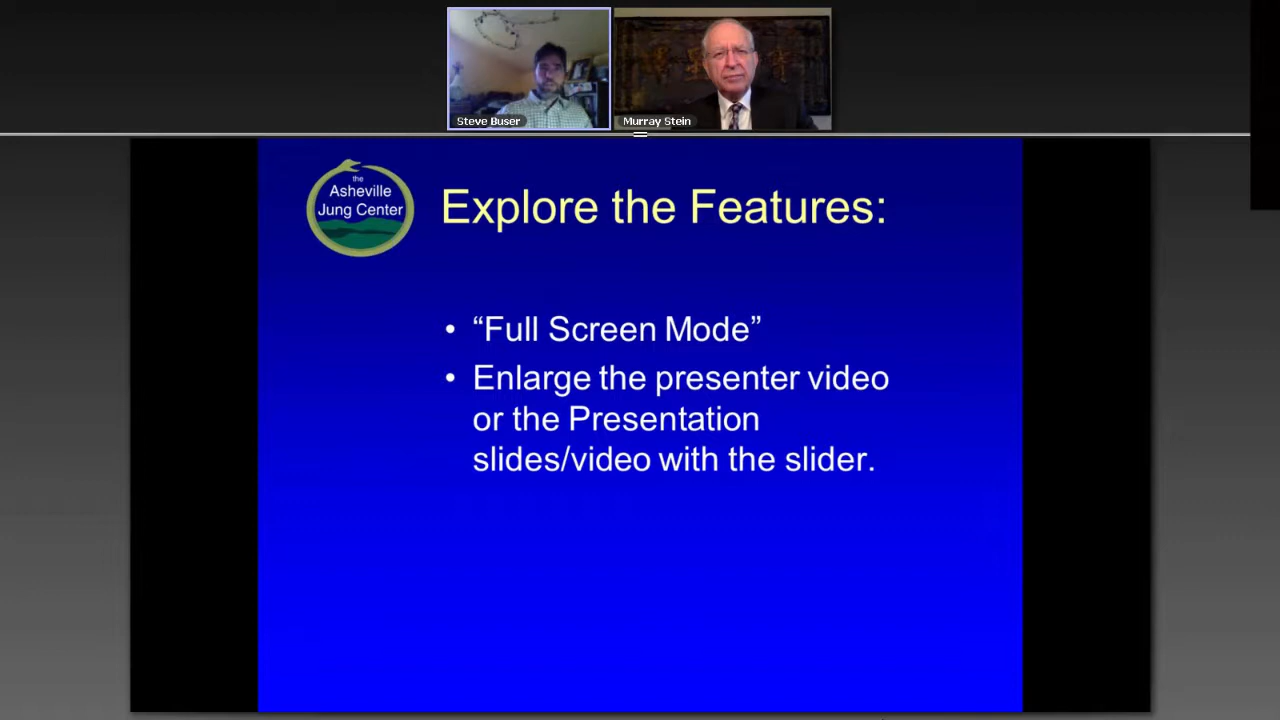 Steve Buser
Murray Stein
the
Asheville
Jung Center
Explore the Features:
• “Full Screen Mode”
• Enlarge the presenter video
or the Presentation
slides/video with the slider.